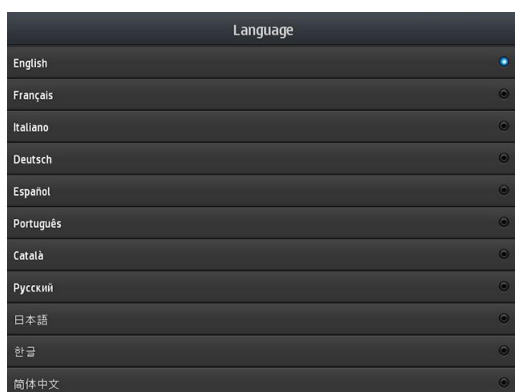 Language
English
Français
Italiano
Deutsch
Español
Português
Català
Русский
日本語
한글
简体中文